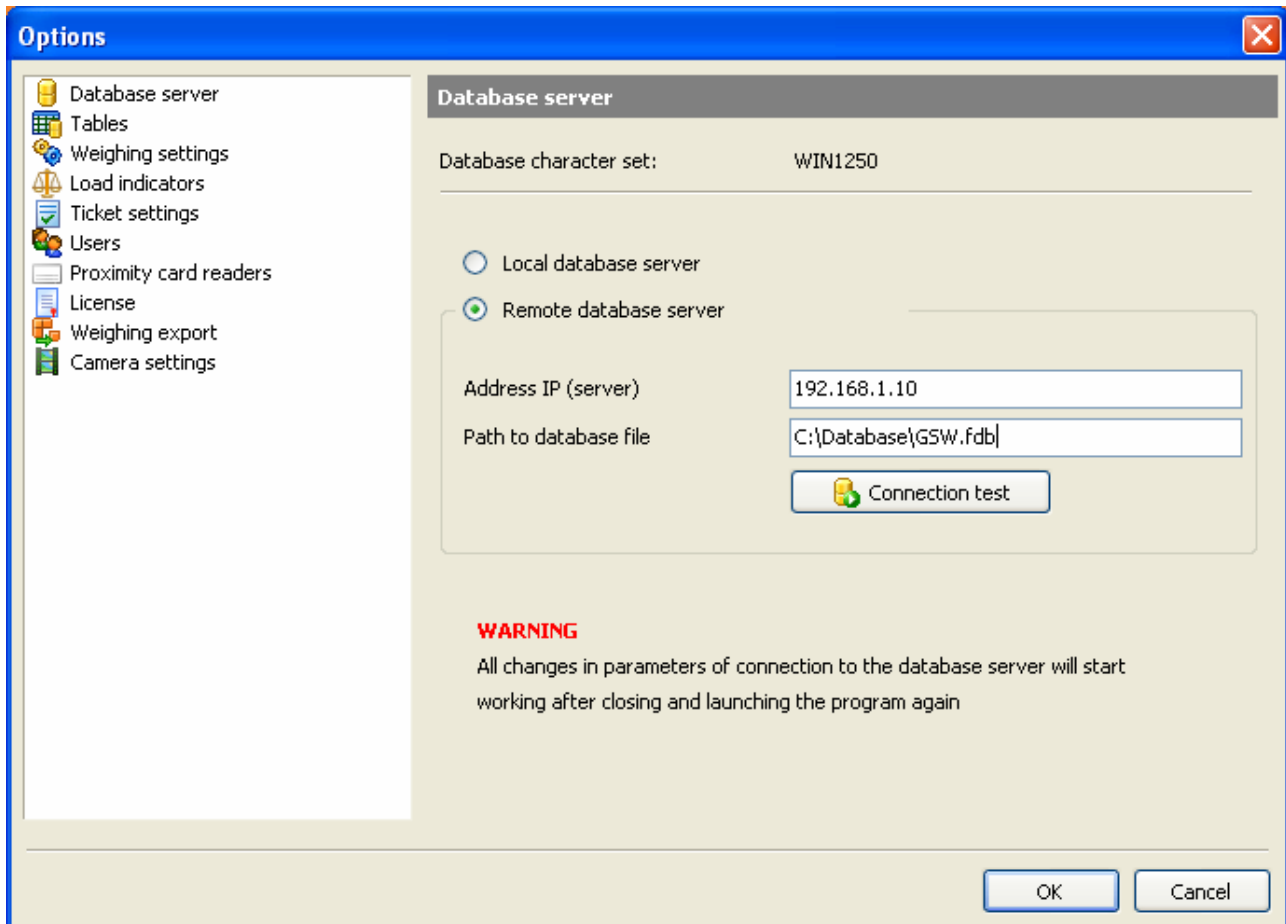 Options
Database server
Tables
Weighing settings
Load indicators
Ticket settings
Users
Proximity card readers
License
Weighing export
Camera settings
Database server
Database character set: WIN1250
Local database server
Remote database server
Address IP (server) 192.168.1.10
Path to database file C:\Database\GSW.fdb
Connection test
WARNING
All changes in parameters of connection to the database server will start
working after closing and launching the program again
OK Cancel